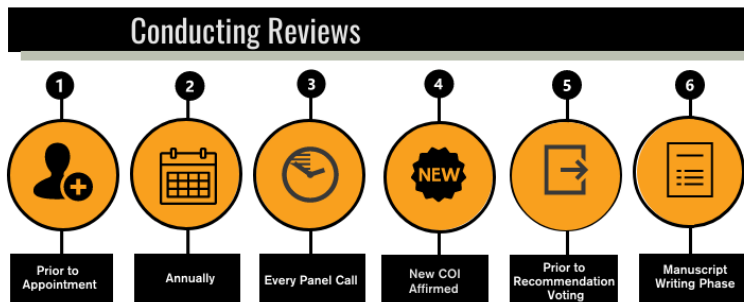 Conducting Reviews
1
2
3
4
5
6
NEW
Prior to
Appointment
Annually
Every Panel Call
New COI
Affirmed
Prior to
Recommendation
Voting
Manuscript
Writing Phase